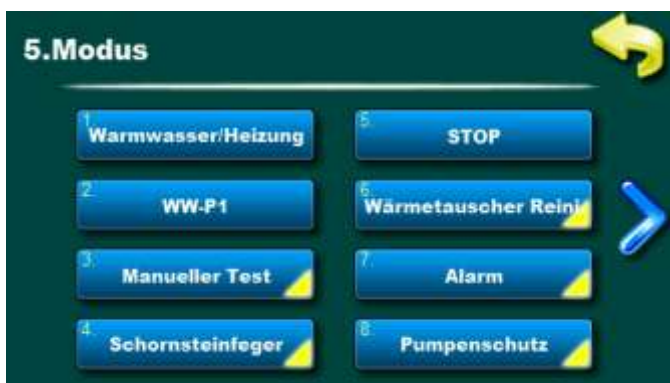 5.Modus
1.
Warmwasser/Heizung
2.
WW-P1
3.
Manueller Test
4.
Schornsteinfeger
5.
STOP
6.
Wärmetauscher Reini
7.
Alarm
8.
Pumpenschutz